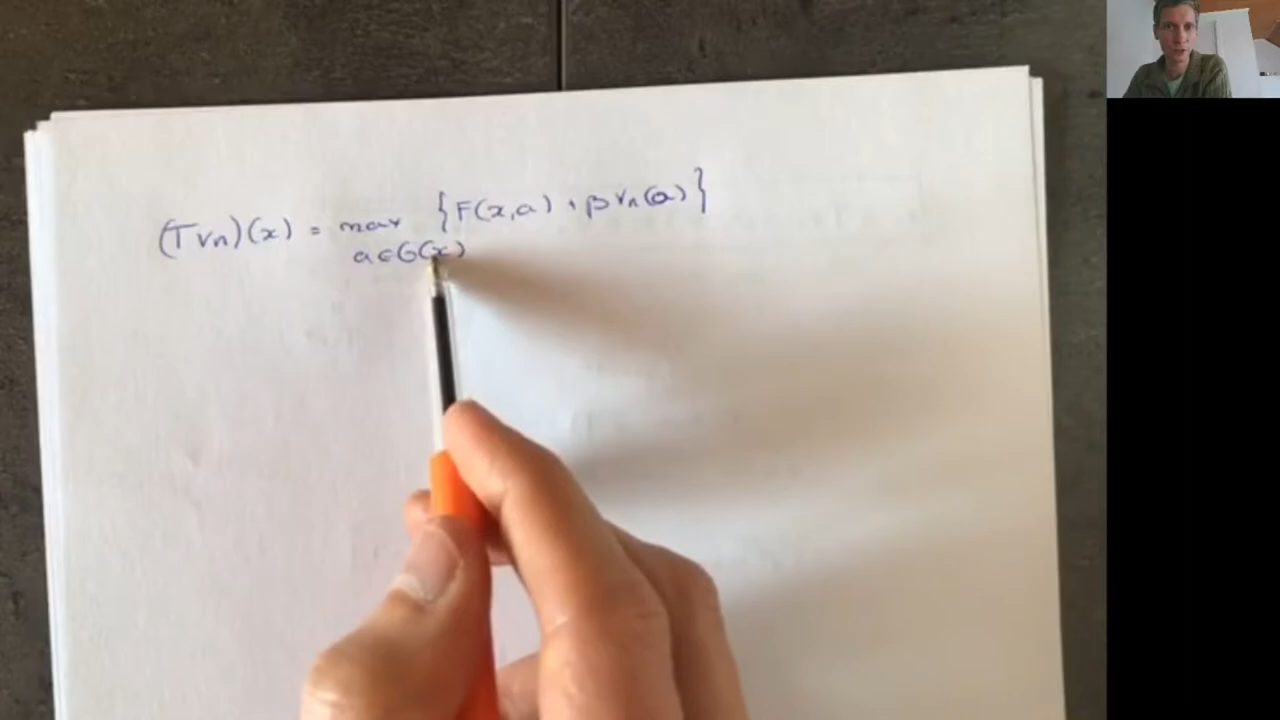 (Tvn)(x) = max {F(x,a) + βvn(a)}
a∈G(x)